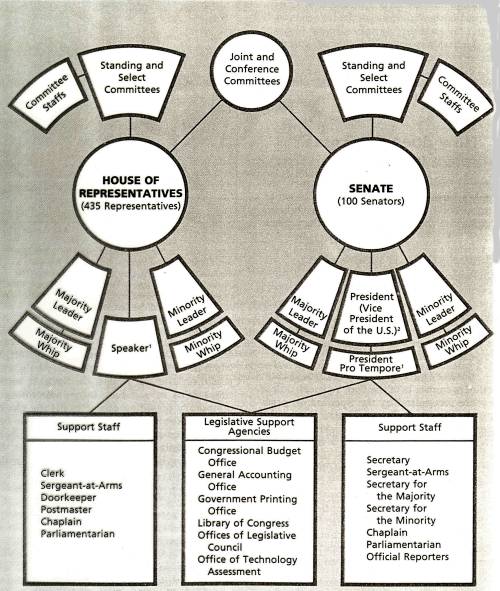 Joint and
Conference
Committees
Standing and
Select
Committees
Committee
Staffs
Standing and
Select
Committees
Committee
Staffs
HOUSE OF
REPRESENTATIVES
(435 Representatives)
SENATE
(100 Senators)
Majority
Leader
Majority
Whip
Speaker¹
Minority
Leader
Minority
Whip
Majority
Leader
Majority
Whip
President
(Vice
President
of the U.S.)²
President
Pro Tempore¹
Minority
Leader
Minority
Whip
Support Staff
Clerk
Sergeant-at-Arms
Doorkeeper
Postmaster
Chaplain
Parliamentarian
Legislative Support
Agencies
Congressional Budget
Office
General Accounting
Office
Government Printing
Office
Library of Congress
Offices of Legislative
Council
Office of Technology
Assessment
Support Staff
Secretary
Sergeant-at-Arms
Secretary for
the Majority
Secretary for
the Minority
Chaplain
Parliamentarian
Official Reporters